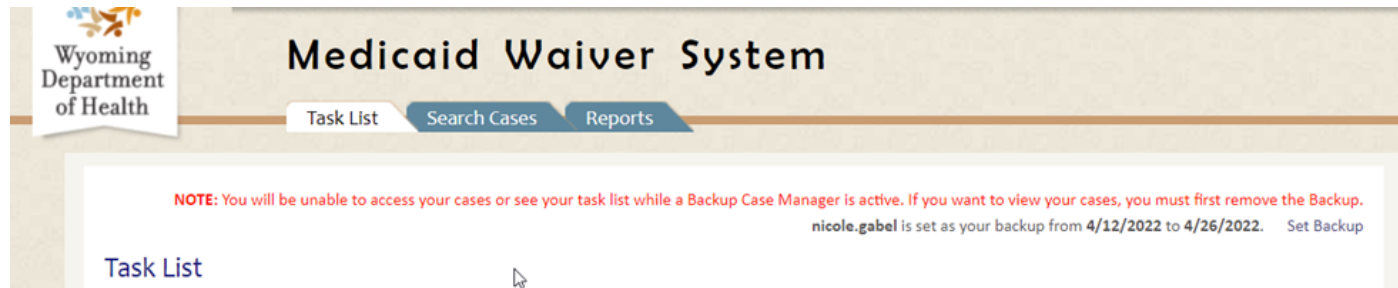 Wyoming
Department
of Health
Medicaid Waiver System
Task List Search Cases Reports
NOTE: You will be unable to access your cases or see your task list while a Backup Case Manager is active. If you want to view your cases, you must first remove the Backup.
nicole.gabel is set as your backup from 4/12/2022 to 4/26/2022. Set Backup
Task List